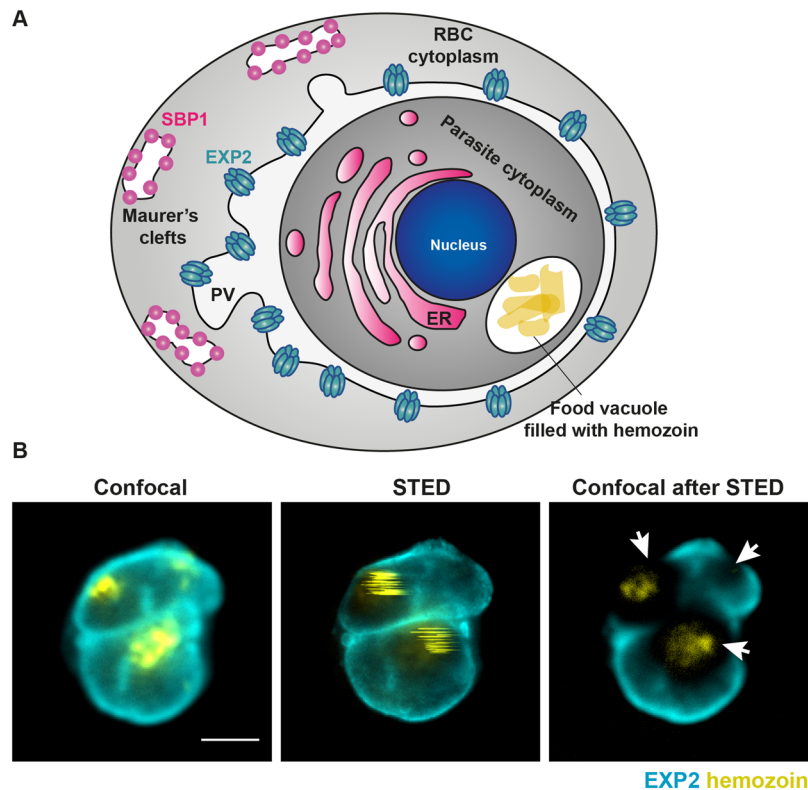 A
RBC
cytoplasm
SBP1
EXP2
Parasite cytoplasm
Maurer's
clefts
Nucleus
PV
ER
Food vacuole
filled with hemozoin
B
Confocal
STED
Confocal after STED
EXP2 hemozoin